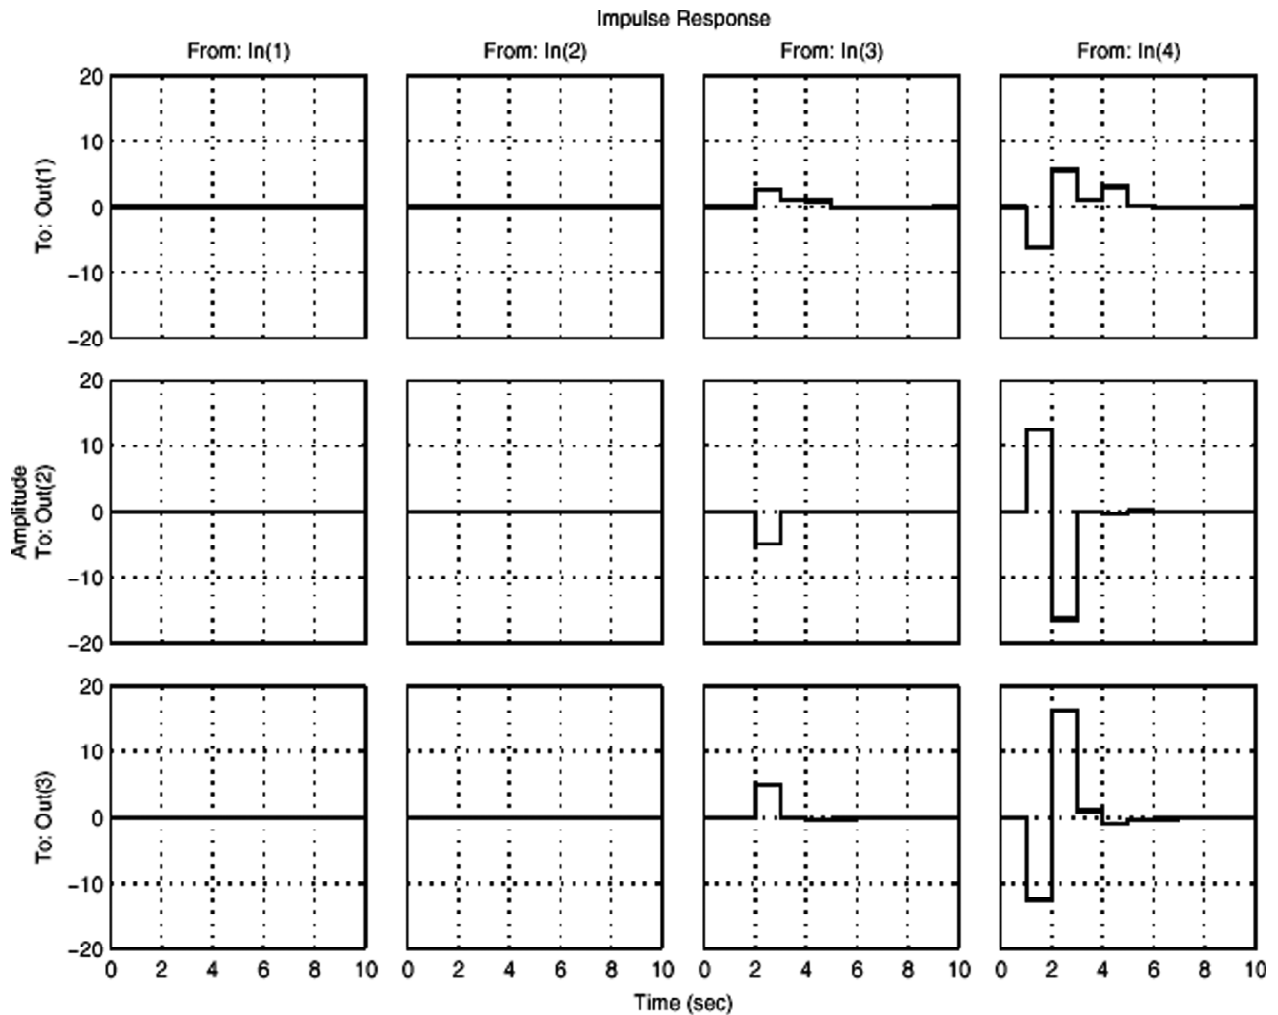 Impulse Response
From: In(1) From: In(2) From: In(3) From: In(4)
20
10
0
−10
−20
To: Out(1)
20
10
0
−10
−20
Amplitude
To: Out(2)
20
10
0
−10
−20
To: Out(3)
0 2 4 6 8 10 0 2 4 6 8 10 0 2 4 6 8 10 0 2 4 6 8 10
Time (sec)